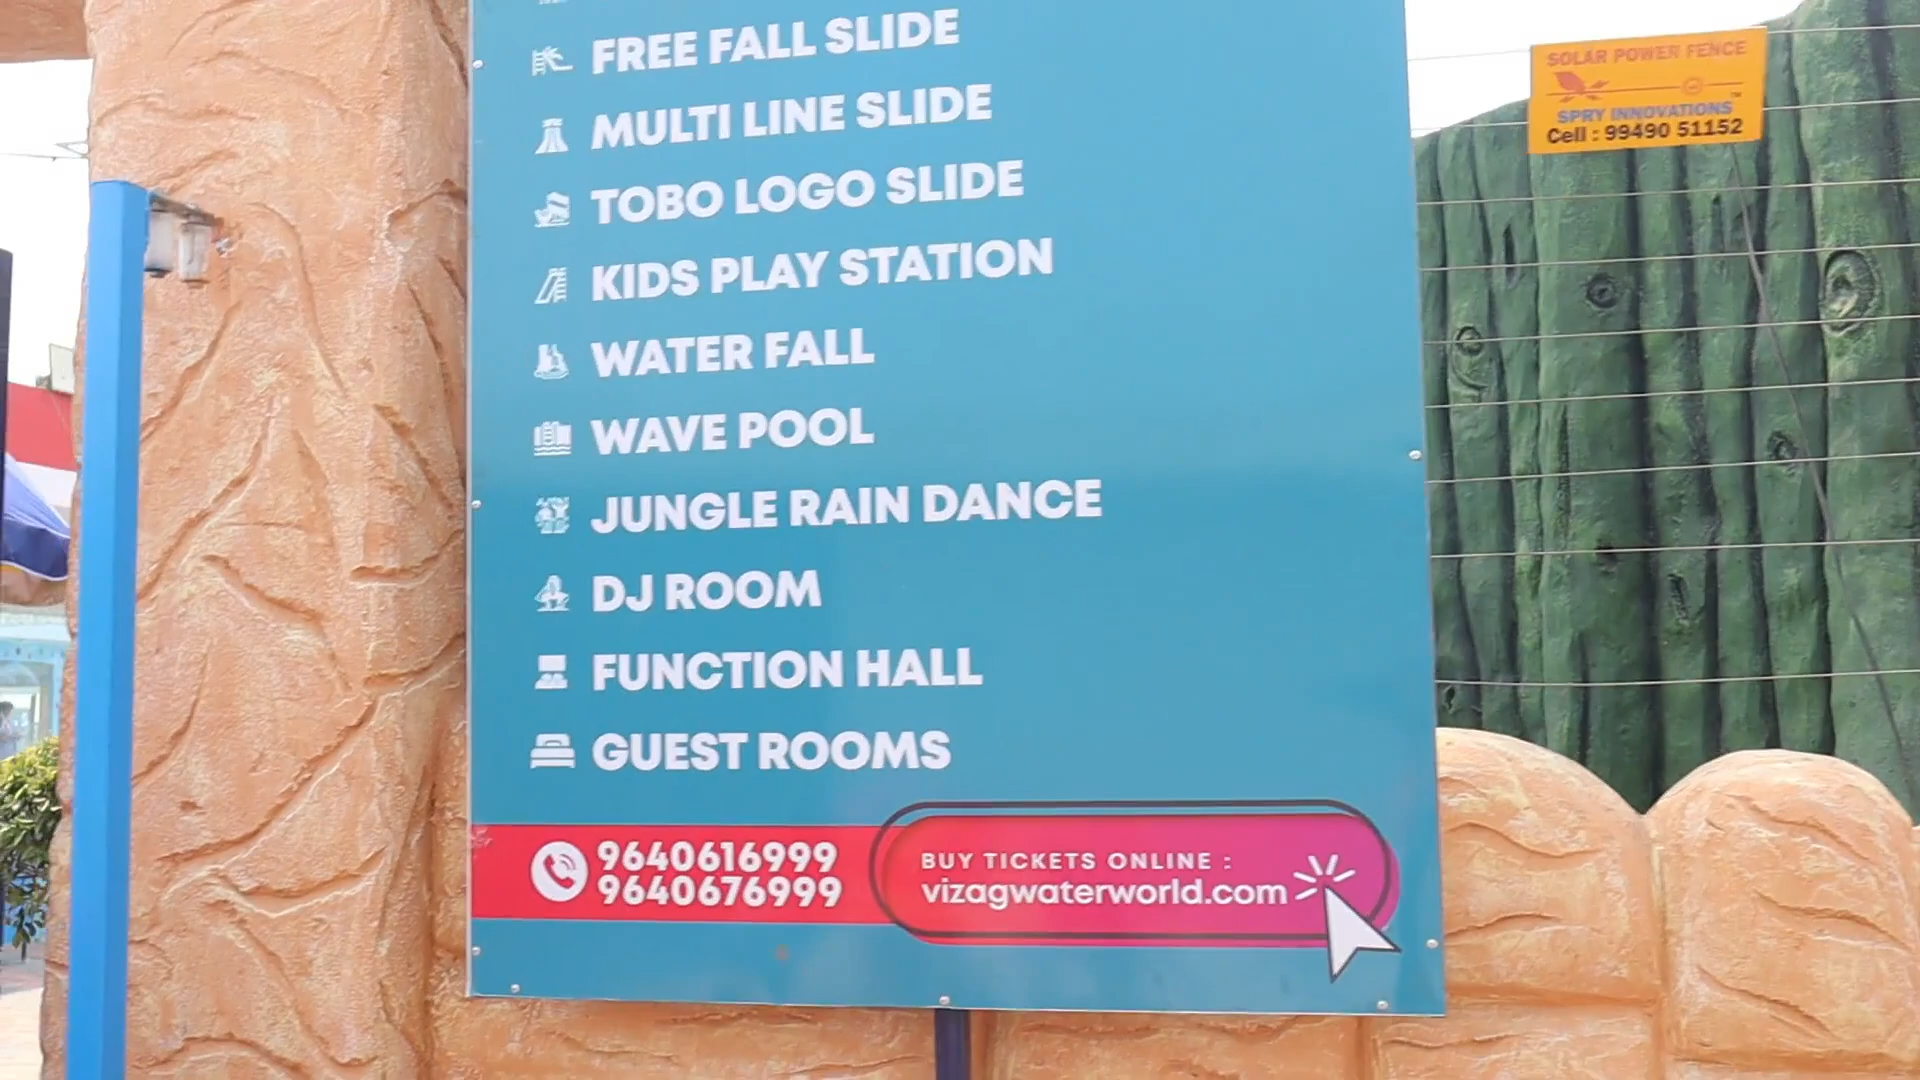 FREE FALL SLIDE
MULTI LINE SLIDE
TOBO LOGO SLIDE
KIDS PLAY STATION
WATER FALL
WAVE POOL
JUNGLE RAIN DANCE
DJ ROOM
FUNCTION HALL
GUEST ROOMS
9640616999
9640676999
BUY TICKETS ONLINE :
vizagwaterworld.com
SOLAR POWER FENCE
SPRY INNOVATIONS™
Cell : 99490 51152